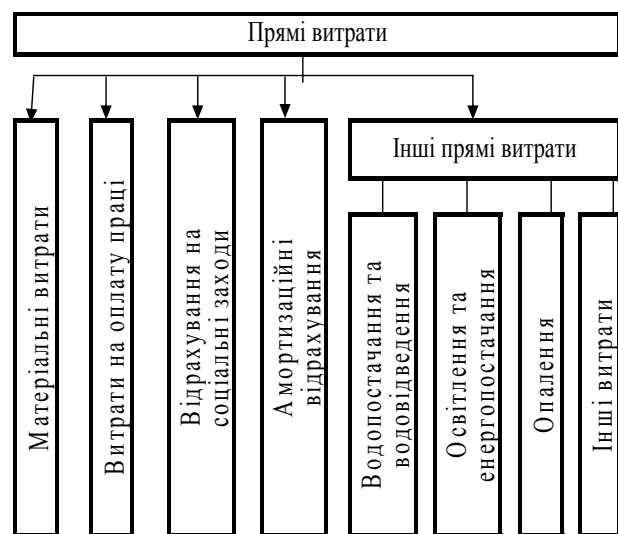 Прямі витрати
Матеріальні витрати
Витрати на оплату праці
Відрахування на
соціальні заходи
Амортизаційні
відрахування
Інші прямі витрати
Водопостачання та
водовідведення
Освітлення та
енергопостачання
Опалення
Інші витрати